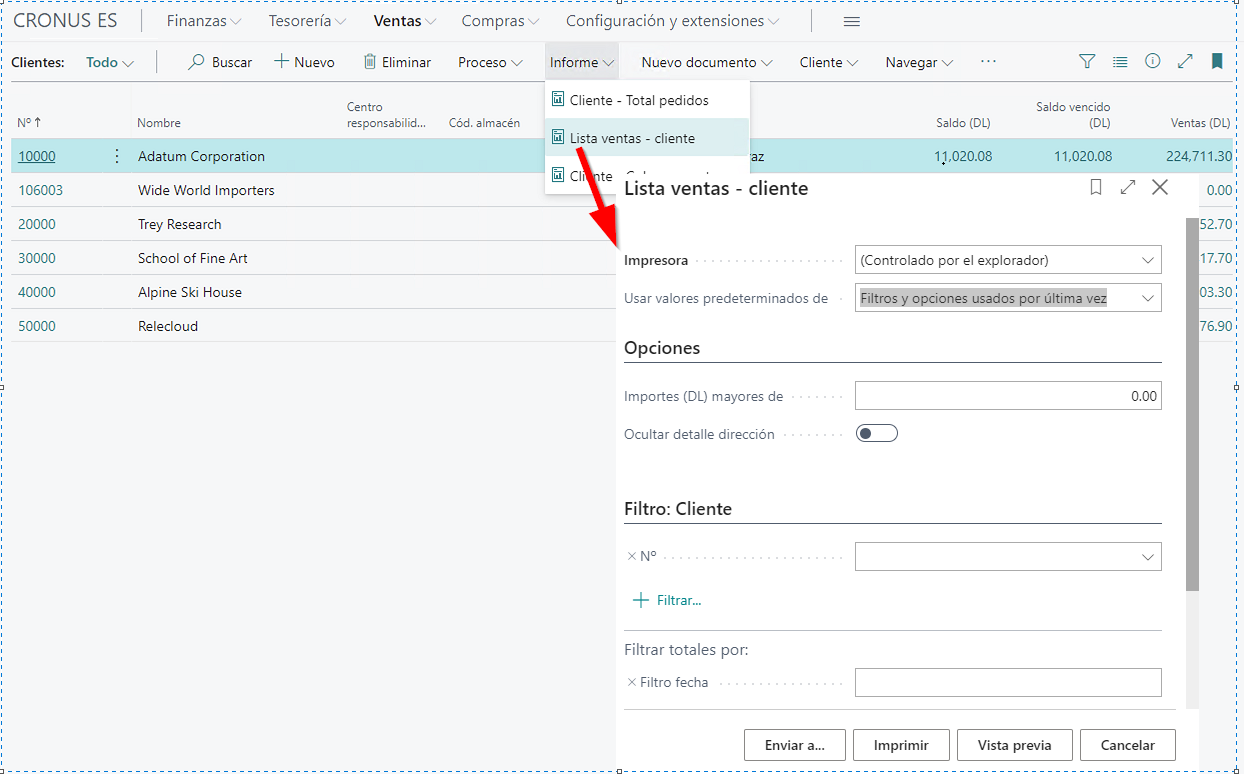 CRONUS ES Finanzas Tesorería Ventas Compras Configuración y extensiones
Clientes: Todo Buscar Nuevo Eliminar Proceso Informe Nuevo documento Cliente Navegar ...
Cliente - Total pedidos
Lista ventas - cliente
Cliente
Nº ↑ Nombre Centro responsabilid... Cód. almacén Saldo (DL) Saldo vencido (DL) Ventas (DL)
10000 Adatum Corporation 11,020.08 11,020.08 224,711.30
106003 Wide World Importers 0.00
20000 Trey Research 52.70
30000 School of Fine Art 17.70
40000 Alpine Ski House 03.30
50000 Relecloud 76.90
Lista ventas - cliente
Impresora (Controlado por el explorador)
Usar valores predeterminados de Filtros y opciones usados por última vez
Opciones
Importes (DL) mayores de 0.00
Ocultar detalle dirección
Filtro: Cliente
× Nº
+ Filtrar...
Filtrar totales por:
× Filtro fecha
Enviar a... Imprimir Vista previa Cancelar